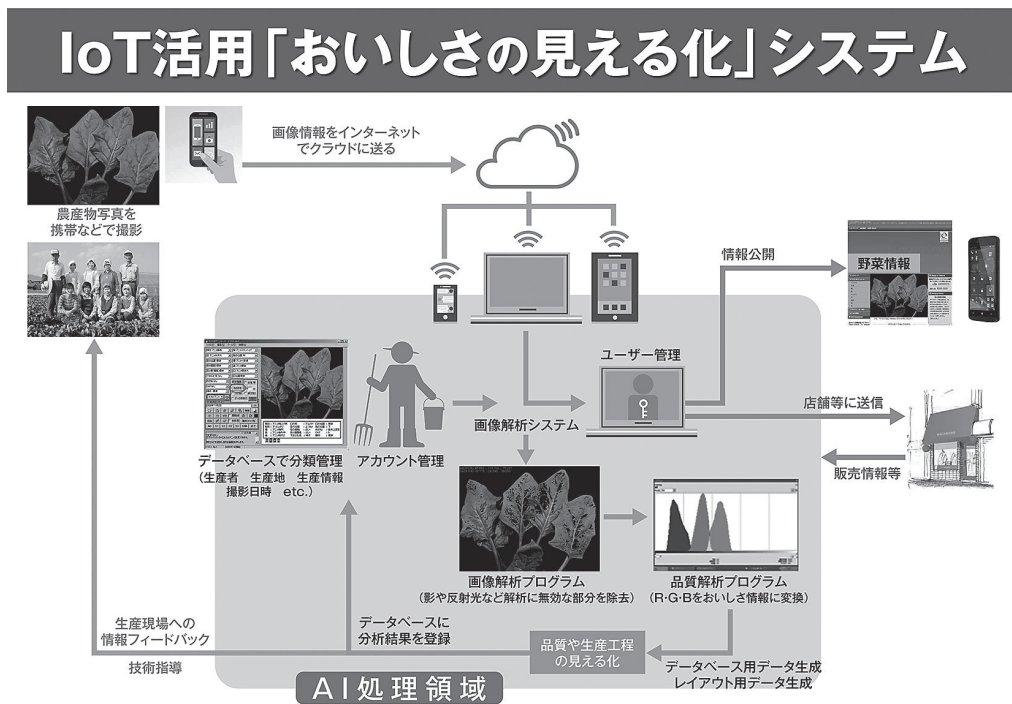 IoT活用「おいしさの見える化」システム
画像情報をインターネット
でクラウドに送る
農産物写真を
携帯などで撮影
情報公開
野菜情報
ユーザー管理
店舗等に送信
画像解析システム
販売情報等
データベースで分類管理
(生産者 生産地 生産情報
撮影日時 etc.)
アカウント管理
画像解析プログラム
(影や反射光など解析に無効な部分を除去)
品質解析プログラム
(R・G・Bをおいしさ情報に変換)
生産現場への
情報フィードバック
技術指導
データベースに
分析結果を登録
品質や生産工程
の見える化
データベース用データ生成
レイアウト用データ生成
AI処理領域